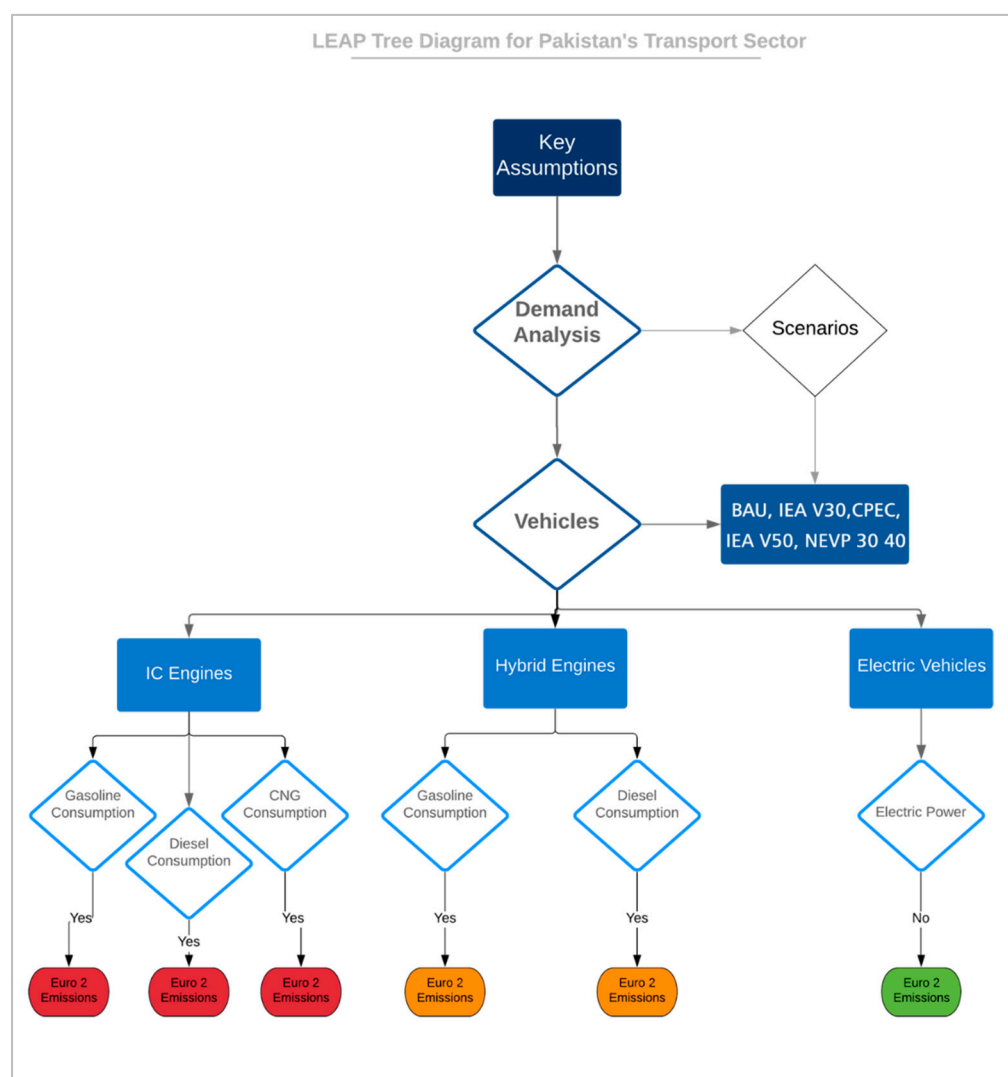 LEAP Tree Diagram for Pakistan's Transport Sector
Key
Assumptions
Demand
Analysis
Scenarios
Vehicles
BAU, IEA V30,CPEC,
IEA V50, NEVP 30 40
IC Engines
Hybrid Engines
Electric Vehicles
Gasoline
Consumption
Diesel
Consumption
CNG
Consumption
Gasoline
Consumption
Diesel
Consumption
Electric Power
Yes
Yes
Yes
Yes
Yes
No
Euro 2
Emissions
Euro 2
Emissions
Euro 2
Emissions
Euro 2
Emissions
Euro 2
Emissions
Euro 2
Emissions